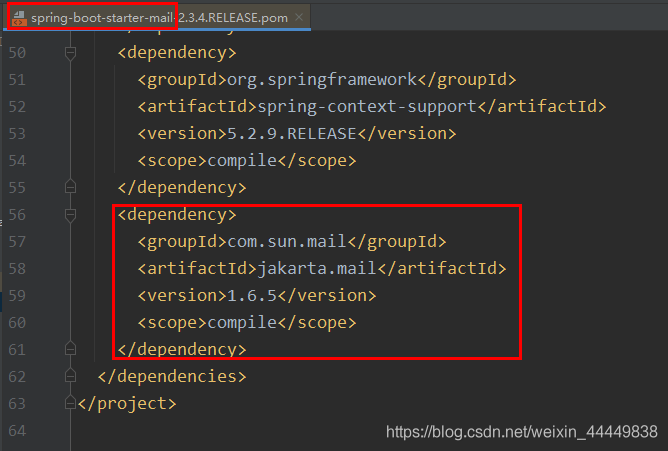 spring-boot-starter-mail-2.3.4.RELEASE.pom ×
50 <dependency>
51 <groupId>org.springframework</groupId>
52 <artifactId>spring-context-support</artifactId>
53 <version>5.2.9.RELEASE</version>
54 <scope>compile</scope>
55 </dependency>
56 <dependency>
57 <groupId>com.sun.mail</groupId>
58 <artifactId>jakarta.mail</artifactId>
59 <version>1.6.5</version>
60 <scope>compile</scope>
61 </dependency>
62 </dependencies>
63 </project>
64
https://blog.csdn.net/weixin_44449838